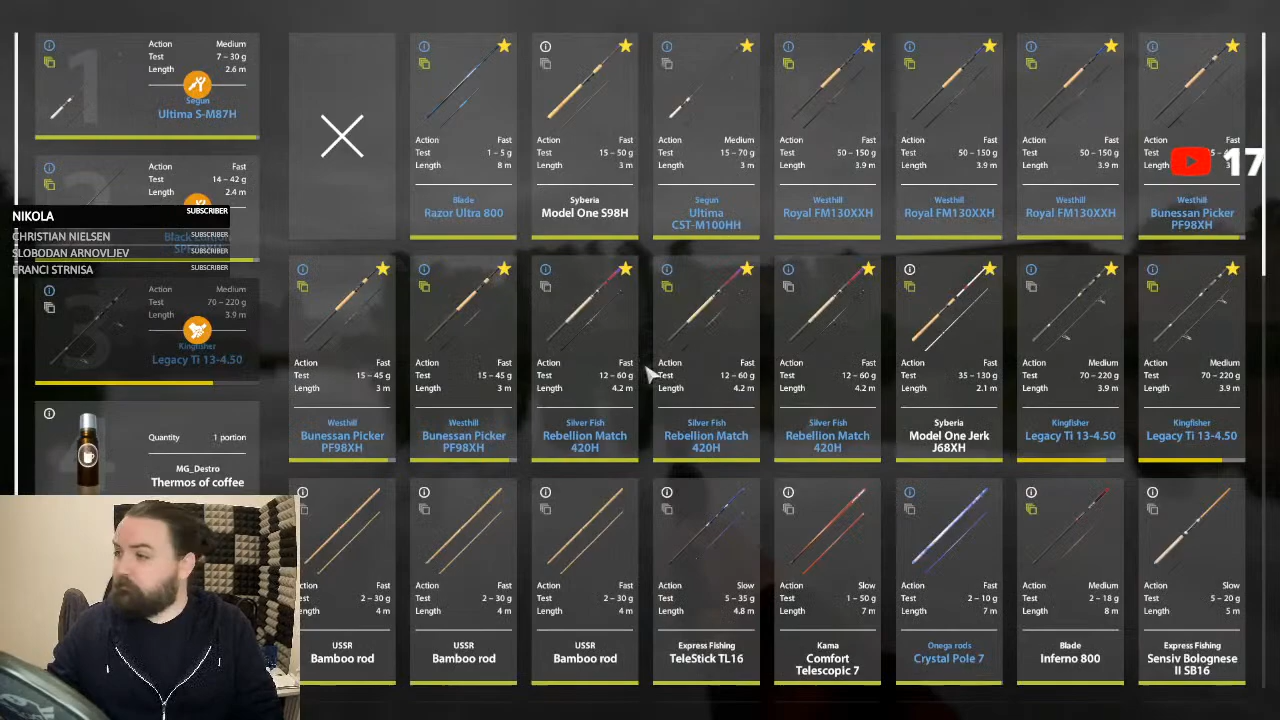 1
Action Medium
Test 7 – 30 g
Length 2.6 m
Segun
Ultima S-M87H
Action Fast
Test 14 – 42 g
Length 2.4 m
NIKOLA SUBSCRIBER
CHRISTIAN NIELSEN SUBSCRIBER
SLOBODAN ARNOVLJEV SUBSCRIBER
FRANCI STRNISA SUBSCRIBER
3
Action Medium
Test 70 – 220 g
Length 3.9 m
Kingfisher
Legacy Ti 13-4.50
Quantity 1 portion
MG_Destro
Thermos of coffee
Action Fast
Test 1 – 5 g
Length 8 m
Blade
Razor Ultra 800
Action Fast
Test 15 – 50 g
Length 3 m
Syberia
Model One S98H
Action Medium
Test 15 – 70 g
Length 3 m
Segun
Ultima
CST-M100HH
Action Fast
Test 50 – 150 g
Length 3.9 m
Westhill
Royal FM130XXH
Action Fast
Test 50 – 150 g
Length 3.9 m
Westhill
Royal FM130XXH
Action Fast
Test 50 – 150 g
Length 3.9 m
Westhill
Royal FM130XXH
Action Fast
17
Westhill
Bunessan Picker
PF98XH
Action Fast
Test 15 – 45 g
Length 3 m
Westhill
Bunessan Picker
PF98XH
Action Fast
Test 15 – 45 g
Length 3 m
Westhill
Bunessan Picker
PF98XH
Action Fast
Test 12 – 60 g
Length 4.2 m
Silver Fish
Rebellion Match
420H
Action Fast
Test 12 – 60 g
Length 4.2 m
Silver Fish
Rebellion Match
420H
Action Fast
Test 12 – 60 g
Length 4.2 m
Silver Fish
Rebellion Match
420H
Action Fast
Test 35 – 130 g
Length 2.1 m
Syberia
Model One Jerk
J68XH
Action Medium
Test 70 – 220 g
Length 3.9 m
Kingfisher
Legacy Ti 13-4.50
Action Medium
Test 70 – 220 g
Length 3.9 m
Kingfisher
Legacy Ti 13-4.50
Action Fast
Test 2 – 30 g
Length 4 m
USSR
Bamboo rod
Action Fast
Test 2 – 30 g
Length 4 m
USSR
Bamboo rod
Action Fast
Test 2 – 30 g
Length 4 m
USSR
Bamboo rod
Action Slow
Test 5 – 35 g
Length 4.8 m
Express Fishing
TeleStick TL16
Action Slow
Test 1 – 50 g
Length 7 m
Kama
Comfort
Telescopic 7
Action Fast
Test 2 – 10 g
Length 7 m
Onega rods
Crystal Pole 7
Action Medium
Test 2 – 18 g
Length 8 m
Blade
Inferno 800
Action Slow
Test 5 – 20 g
Length 5 m
Express Fishing
Sensiv Bolognese
II SB16